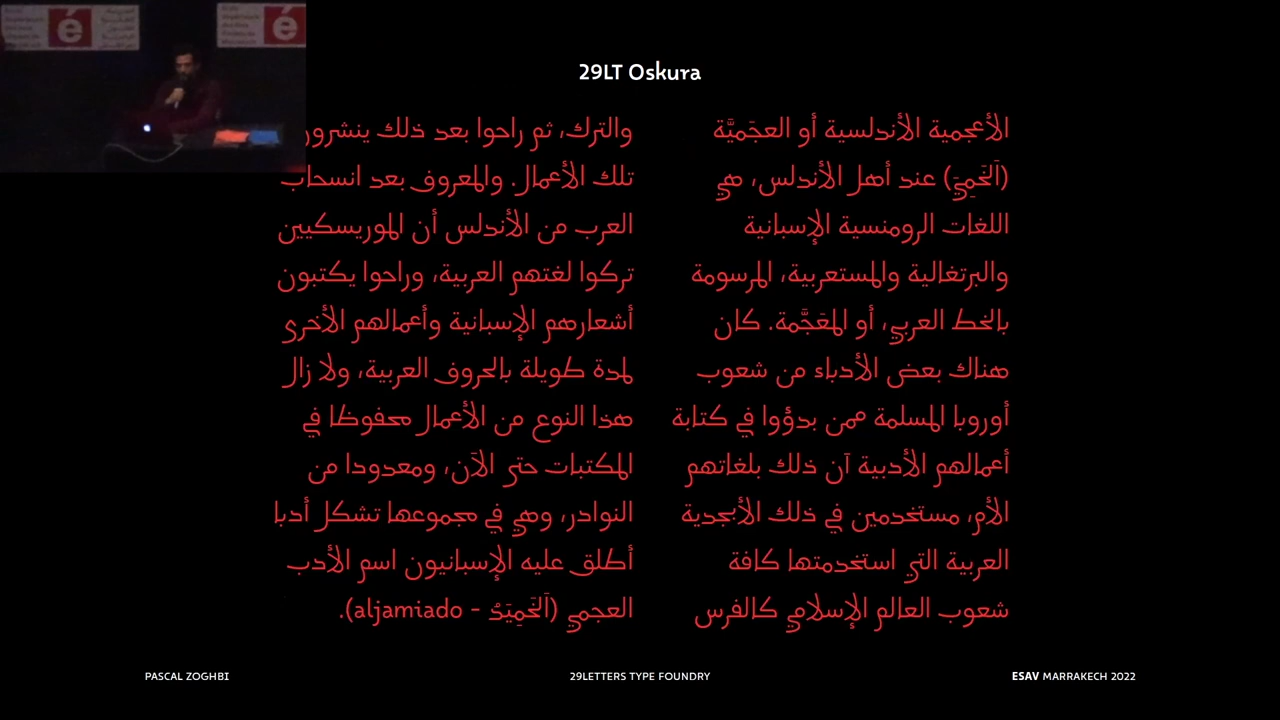 29LT Oskura
الأعجمية الأندلسية أو العجَميَّة
(اَلْخَمِيَ) عند أهل الأندلس، هي
اللغات الرومنسية الإسبانية
والبرتغالية والمستعربية، المرسومة
بالخط العربي، أو المعَجَّمة. كان
هناك بعض الأدباء من شعوب
أوروبا المسلمة ممن بدؤوا في كتابة
أعمالهم الأدبية آن ذلك بلغاتهم
الأم، مستخدمين في ذلك الأبجدية
العربية التي استخدمتها كافة
شعوب العالم الإسلامي كالفرس
والترك، ثم راحوا بعد ذلك ينشرون
تلك الأعمال. والمعروف بعد انسحاب
العرب من الأندلس أن الموريسكيين
تركوا لغتهم العربية، وراحوا يكتبون
أشعارهم الإسبانية وأعمالهم الأخرى
لمدة طويلة بالحروف العربية، ولا زال
هذا النوع من الأعمال محفوظا في
المكتبات حتى الآن، ومعدودا من
النوادر، وهي في مجموعها تشكل أدبا
أطلق عليه الإسبانيون اسم الأدب
العجمي (aljamiado - اَلْخَمِيَدُ).
PASCAL ZOGHBI
29LETTERS TYPE FOUNDRY
ESAV MARRAKECH 2022